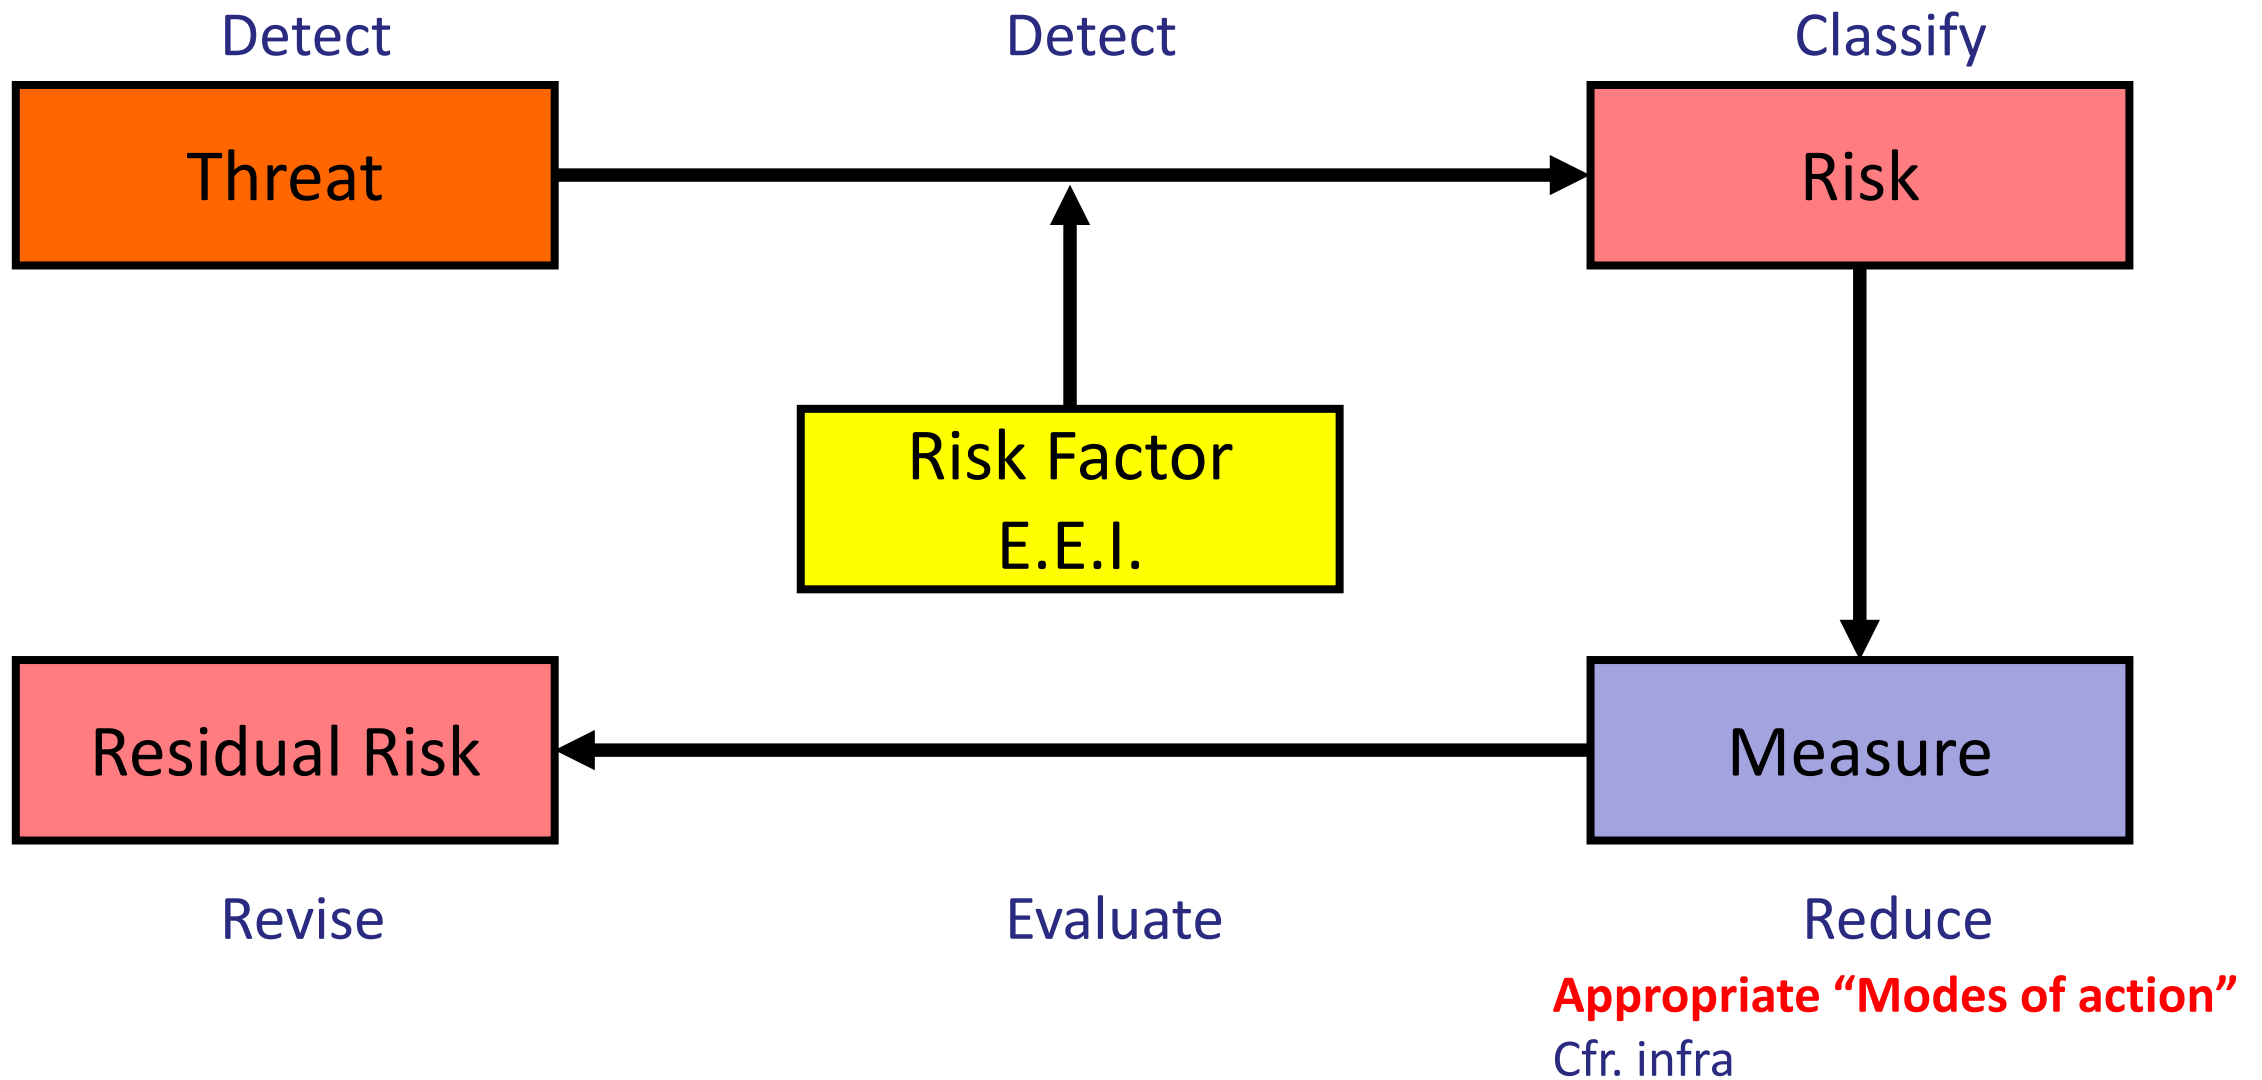 Detect
Detect
Classify
Threat
Risk
Risk Factor
E.E.I.
Residual Risk
Measure
Revise
Evaluate
Reduce
Appropriate “Modes of action”
Cfr. infra